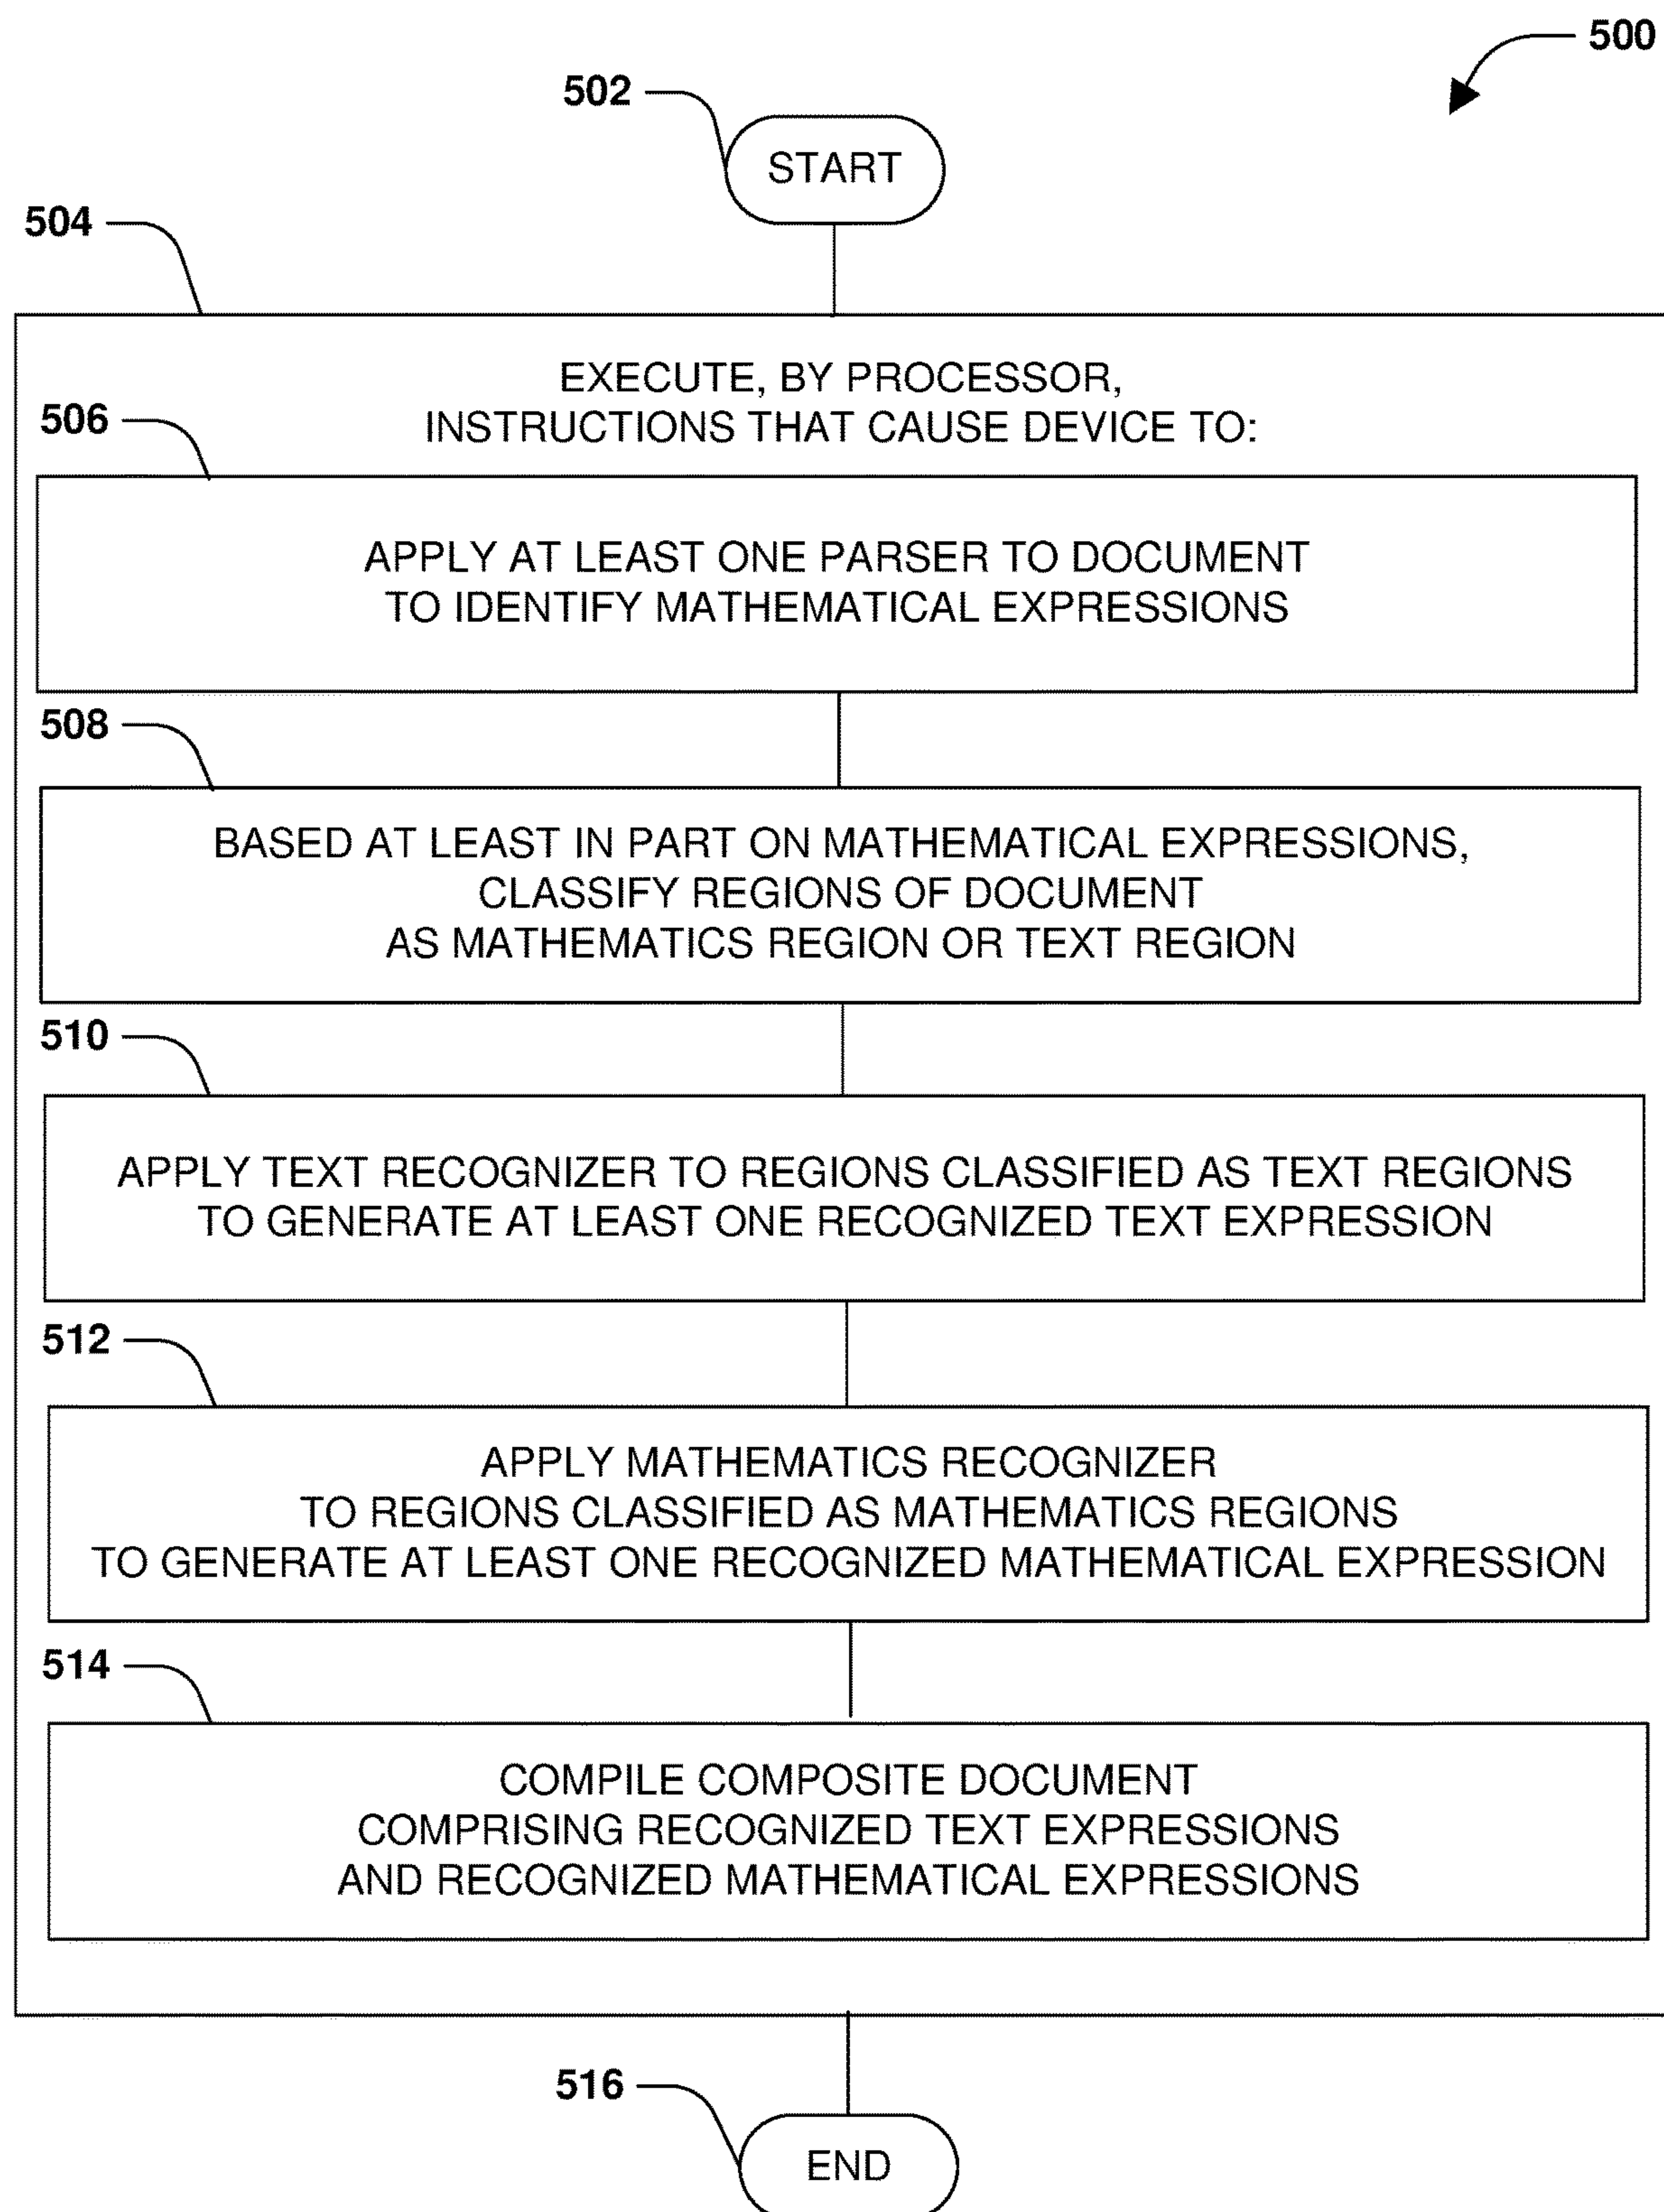 500
502
START
504
EXECUTE, BY PROCESSOR,
INSTRUCTIONS THAT CAUSE DEVICE TO:
506
APPLY AT LEAST ONE PARSER TO DOCUMENT
TO IDENTIFY MATHEMATICAL EXPRESSIONS
508
BASED AT LEAST IN PART ON MATHEMATICAL EXPRESSIONS,
CLASSIFY REGIONS OF DOCUMENT
AS MATHEMATICS REGION OR TEXT REGION
510
APPLY TEXT RECOGNIZER TO REGIONS CLASSIFIED AS TEXT REGIONS
TO GENERATE AT LEAST ONE RECOGNIZED TEXT EXPRESSION
512
APPLY MATHEMATICS RECOGNIZER
TO REGIONS CLASSIFIED AS MATHEMATICS REGIONS
TO GENERATE AT LEAST ONE RECOGNIZED MATHEMATICAL EXPRESSION
514
COMPILE COMPOSITE DOCUMENT
COMPRISING RECOGNIZED TEXT EXPRESSIONS
AND RECOGNIZED MATHEMATICAL EXPRESSIONS
516
END